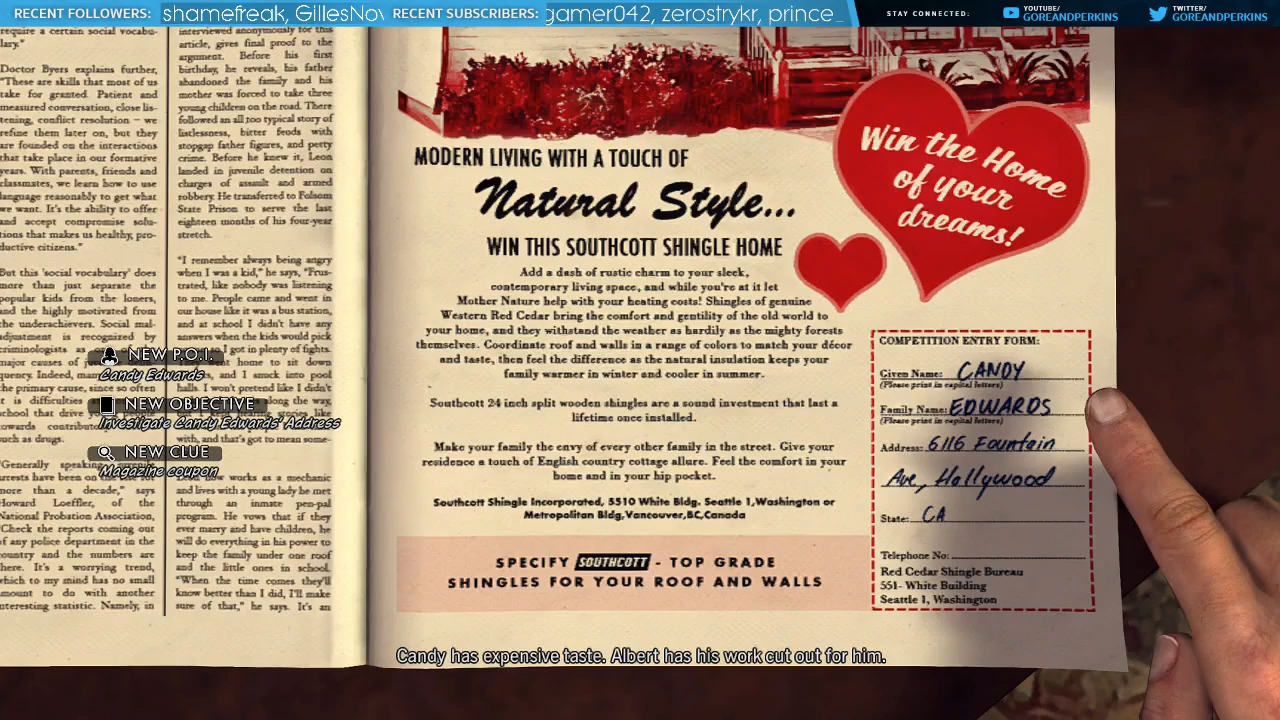 RECENT FOLLOWERS: shamefreak, GillesNov RECENT SUBSCRIBERS: gamer042, zerostrykr, prince_ STAY CONNECTED: YOUTUBE/ GOREANDPERKINS TWITTER/ GOREANDPERKINS
require a certain social vocabu-
lary."
Doctor Byers explains further,
"These are skills that most of us
take for granted. Patient and
measured conversation, close lis-
tening, conflict resolution – we
refine them later on, but they
are founded on the interactions
that take place in our formative
years. With parents, friends and
classmates, we learn how to use
language reasonably to get what
we want. It's the ability to offer
and accept compromise solu-
tions that makes us healthy, pro-
ductive citizens."
But this 'social vocabulary' does
more than just separate the
popular kids from the loners,
and the highly motivated from
the underachievers. Social mal-
adjustment is recognized by
criminologists as
major causes of
quency. Indeed,
the primary cause, since so often
it is difficulties
school that drive
towards
such as drugs.
"Generally speaking
arrests have been
more than a decade," says
Howard Loeffler, of the
National Probation Association,
"Check the reports coming out
of any police department in the
country and the numbers are
there. It's a worrying trend,
which to my mind has no small
amount to do with another
interesting statistic. Namely, in
interviewed anonymously for this
article, gives final proof to the
argument. Before his first
birthday, he reveals, his father
abandoned the family and his
mother was forced to take three
young children on the road. There
followed an all too typical story of
listlessness, bitter feuds with
stopgap father figures, and petty
crime. Before he knew it, Leon
landed in juvenile detention on
charges of assault and armed
robbery. He transferred to Folsom
State Prison to serve the last
eighteen months of his four-year
stretch.
"I remember always being angry
when I was a kid," he says, "Frus-
trated, like nobody was listening
to me. People came and went in
our house like it was a bus station,
and at school I didn't have any
answers when the kids would pick
I got in plenty of fights.
home to sit down
and I snuck into pool
halls. I won't pretend like I didn't
along the way,
stories like
with, and that's got to mean some-
now works as a mechanic
and lives with a young lady he met
through an inmate pen-pal
program. He vows that if they
ever marry and have children, he
will do everything in his power to
keep the family under one roof
and the little ones in school.
"When the time comes they'll
know better than I did, I'll make
sure of that," he says. It's an
NEW P.O.I.
Candy Edwards
NEW OBJECTIVE
Investigate Candy Edwards' Address
NEW CLUE
Magazine coupon
MODERN LIVING WITH A TOUCH OF
Natural Style...
WIN THIS SOUTHCOTT SHINGLE HOME
Win the Home
of your
dreams!
Add a dash of rustic charm to your sleek,
contemporary living space, and while you're at it let
Mother Nature help with your heating costs! Shingles of genuine
Western Red Cedar bring the comfort and gentility of the old world to
your home, and they withstand the weather as hardily as the mighty forests
themselves. Coordinate roof and walls in a range of colors to match your décor
and taste, then feel the difference as the natural insulation keeps your
family warmer in winter and cooler in summer.
Southcott 24 inch split wooden shingles are a sound investment that last a
lifetime once installed.
Make your family the envy of every other family in the street. Give your
residence a touch of English country cottage allure. Feel the comfort in your
home and in your hip pocket.
Southcott Shingle Incorporated, 5510 White Bldg. Seattle 1,Washington or
Metropolitan Bldg,Vancouver,BC,Canada
SPECIFY SOUTHCOTT - TOP GRADE
SHINGLES FOR YOUR ROOF AND WALLS
COMPETITION ENTRY FORM:
Given Name: CANDY
(Please print in capital letters)
Family Name: EDWARDS
(Please print in capital letters)
Address: 6116 Fountain
Ave, Hollywood
State: CA
Telephone No:
Red Cedar Shingle Bureau
551- White Building
Seattle 1, Washington
Candy has expensive taste. Albert has his work cut out for him.